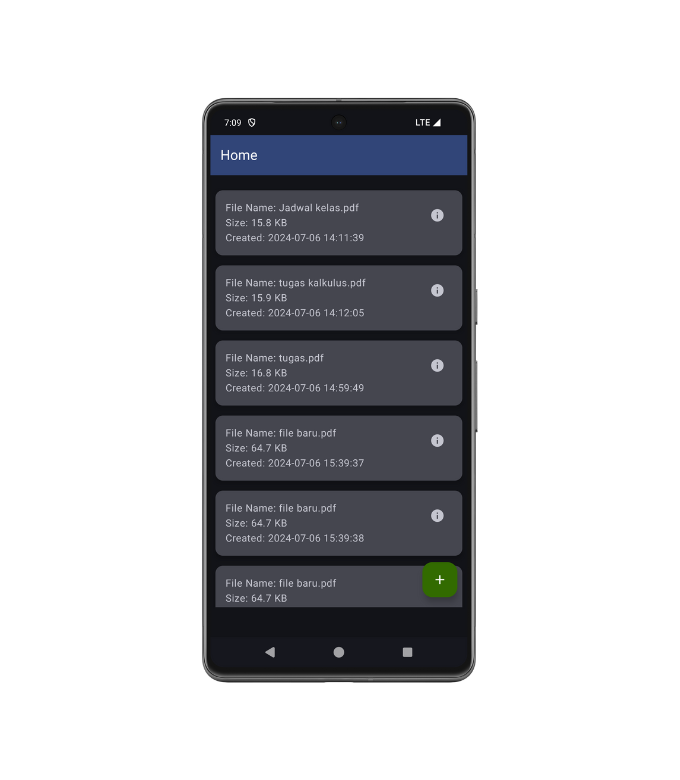 7:09 LTE
Home
File Name: Jadwal kelas.pdf
Size: 15.8 KB
Created: 2024-07-06 14:11:39
File Name: tugas kalkulus.pdf
Size: 15.9 KB
Created: 2024-07-06 14:12:05
File Name: tugas.pdf
Size: 16.8 KB
Created: 2024-07-06 14:59:49
File Name: file baru.pdf
Size: 64.7 KB
Created: 2024-07-06 15:39:37
File Name: file baru.pdf
Size: 64.7 KB
Created: 2024-07-06 15:39:38
File Name: file baru.pdf
Size: 64.7 KB
+